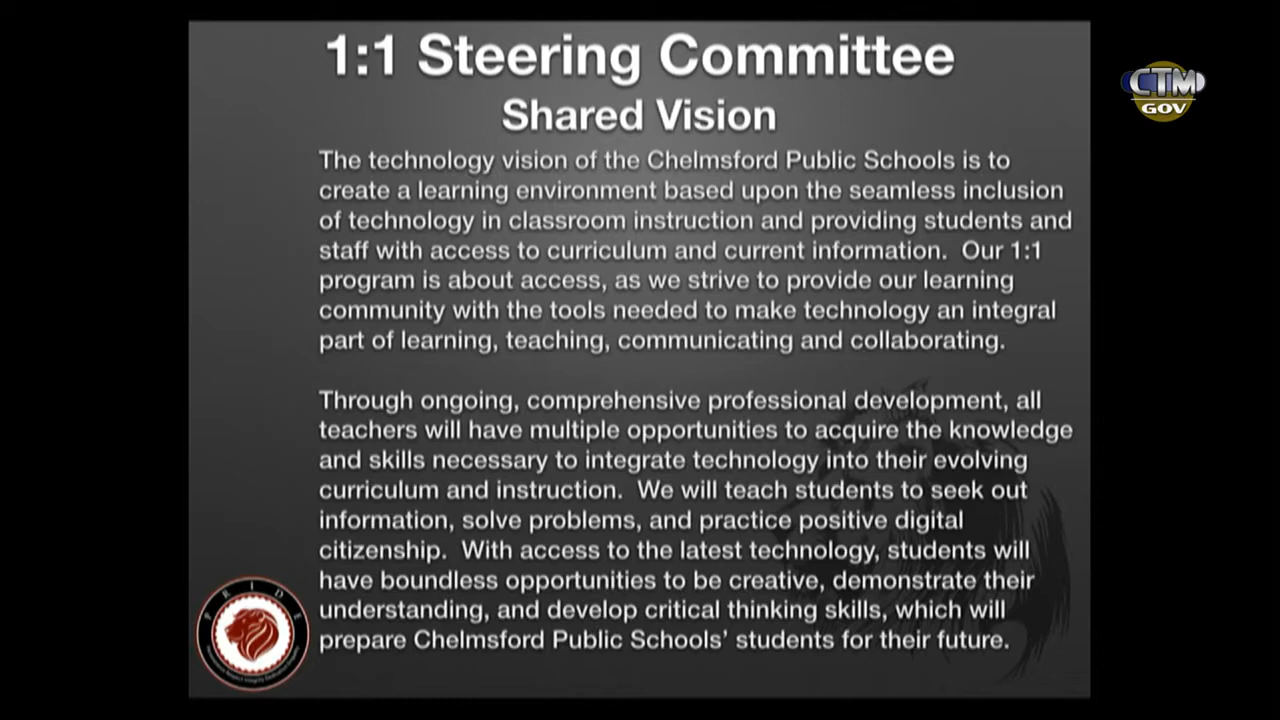 1:1 Steering Committee
Shared Vision
CTM
GOV
The technology vision of the Chelmsford Public Schools is to
create a learning environment based upon the seamless inclusion
of technology in classroom instruction and providing students and
staff with access to curriculum and current information.  Our 1:1
program is about access, as we strive to provide our learning
community with the tools needed to make technology an integral
part of learning, teaching, communicating and collaborating.
Through ongoing, comprehensive professional development, all
teachers will have multiple opportunities to acquire the knowledge
and skills necessary to integrate technology into their evolving
curriculum and instruction.  We will teach students to seek out
information, solve problems, and practice positive digital
citizenship.  With access to the latest technology, students will
have boundless opportunities to be creative, demonstrate their
understanding, and develop critical thinking skills, which will
prepare Chelmsford Public Schools’ students for their future.
PRIDE